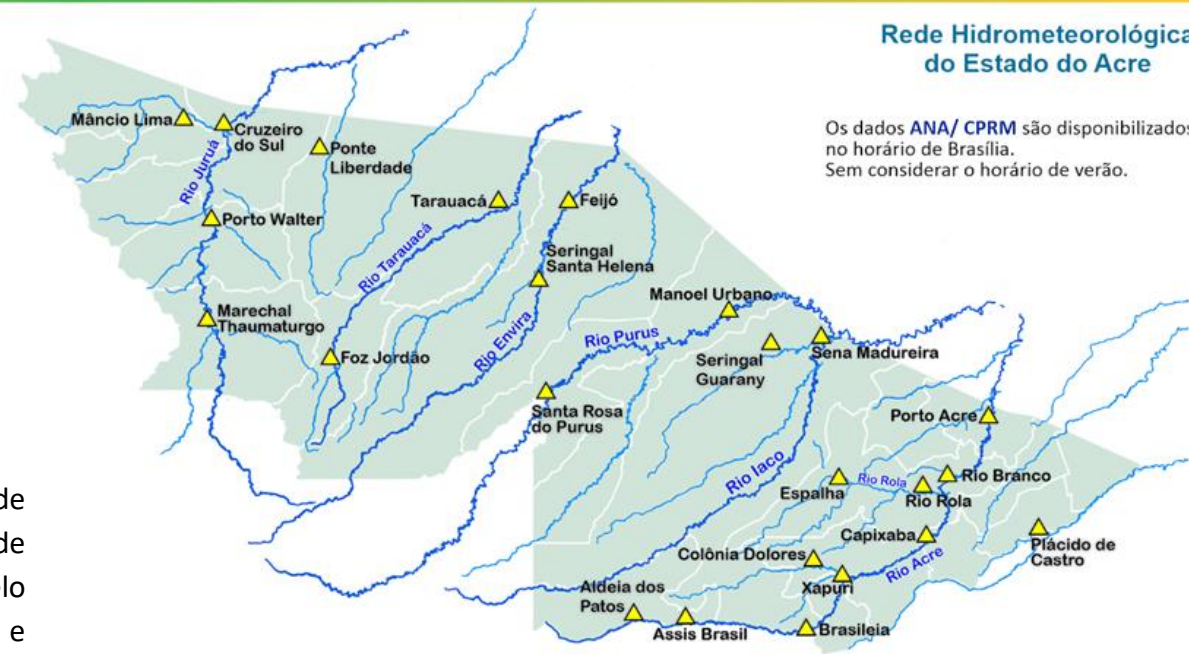 Rede Hidrometeorológica
do Estado do Acre
Os dados ANA/ CPRM são disponibilizados
no horário de Brasília.
Sem considerar o horário de verão.
Mâncio Lima
Cruzeiro
do Sul
Ponte
Liberdade
Rio Juruá
Porto Walter
Tarauacá
Feijó
Rio Tarauacá
Seringal
Santa Helena
Marechal
Thaumaturgo
Foz Jordão
Rio Envira
Manoel Urbano
Rio Purus
Seringal
Guarany
Sena Madureira
Santa Rosa
do Purus
Porto Acre
Rio Iaco
Espalha
Rio Rola
Rio Rola
Rio Branco
Capixaba
Plácido de
Castro
Colônia Dolores
Rio Acre
Xapuri
Aldeia dos
Patos
Assis Brasil
Brasileia
de
de
lo
e